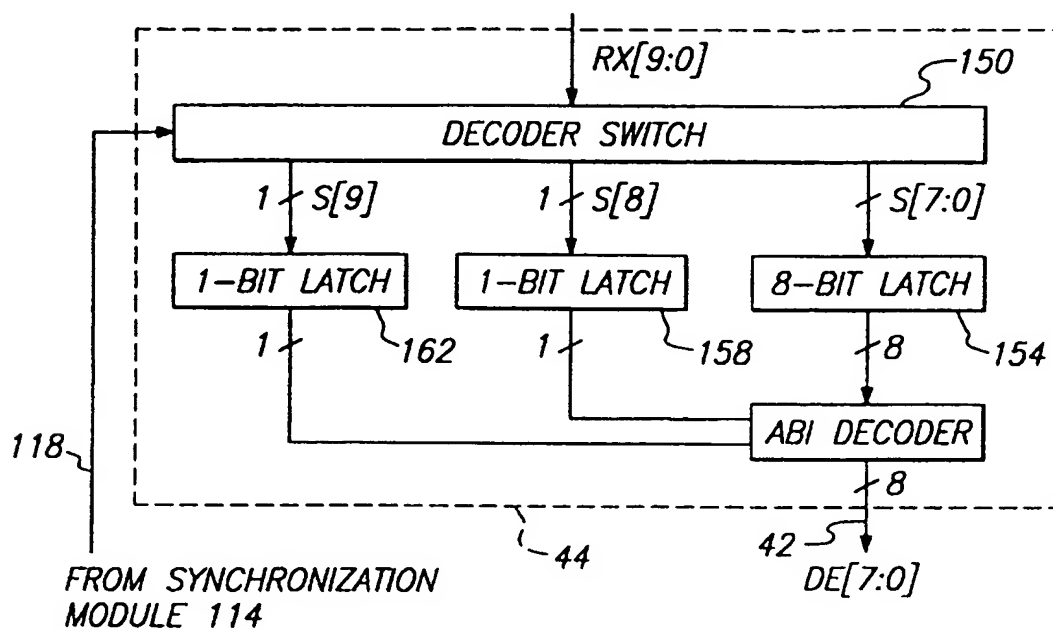 RX[9:0]
150
DECODER SWITCH
1 S[9]
1 S[8]
S[7:0]
1-BIT LATCH
1-BIT LATCH
8-BIT LATCH
1
162
1
158
8
154
ABI DECODER
118
8
44
42
FROM SYNCHRONIZATION
MODULE 114
DE[7:0]